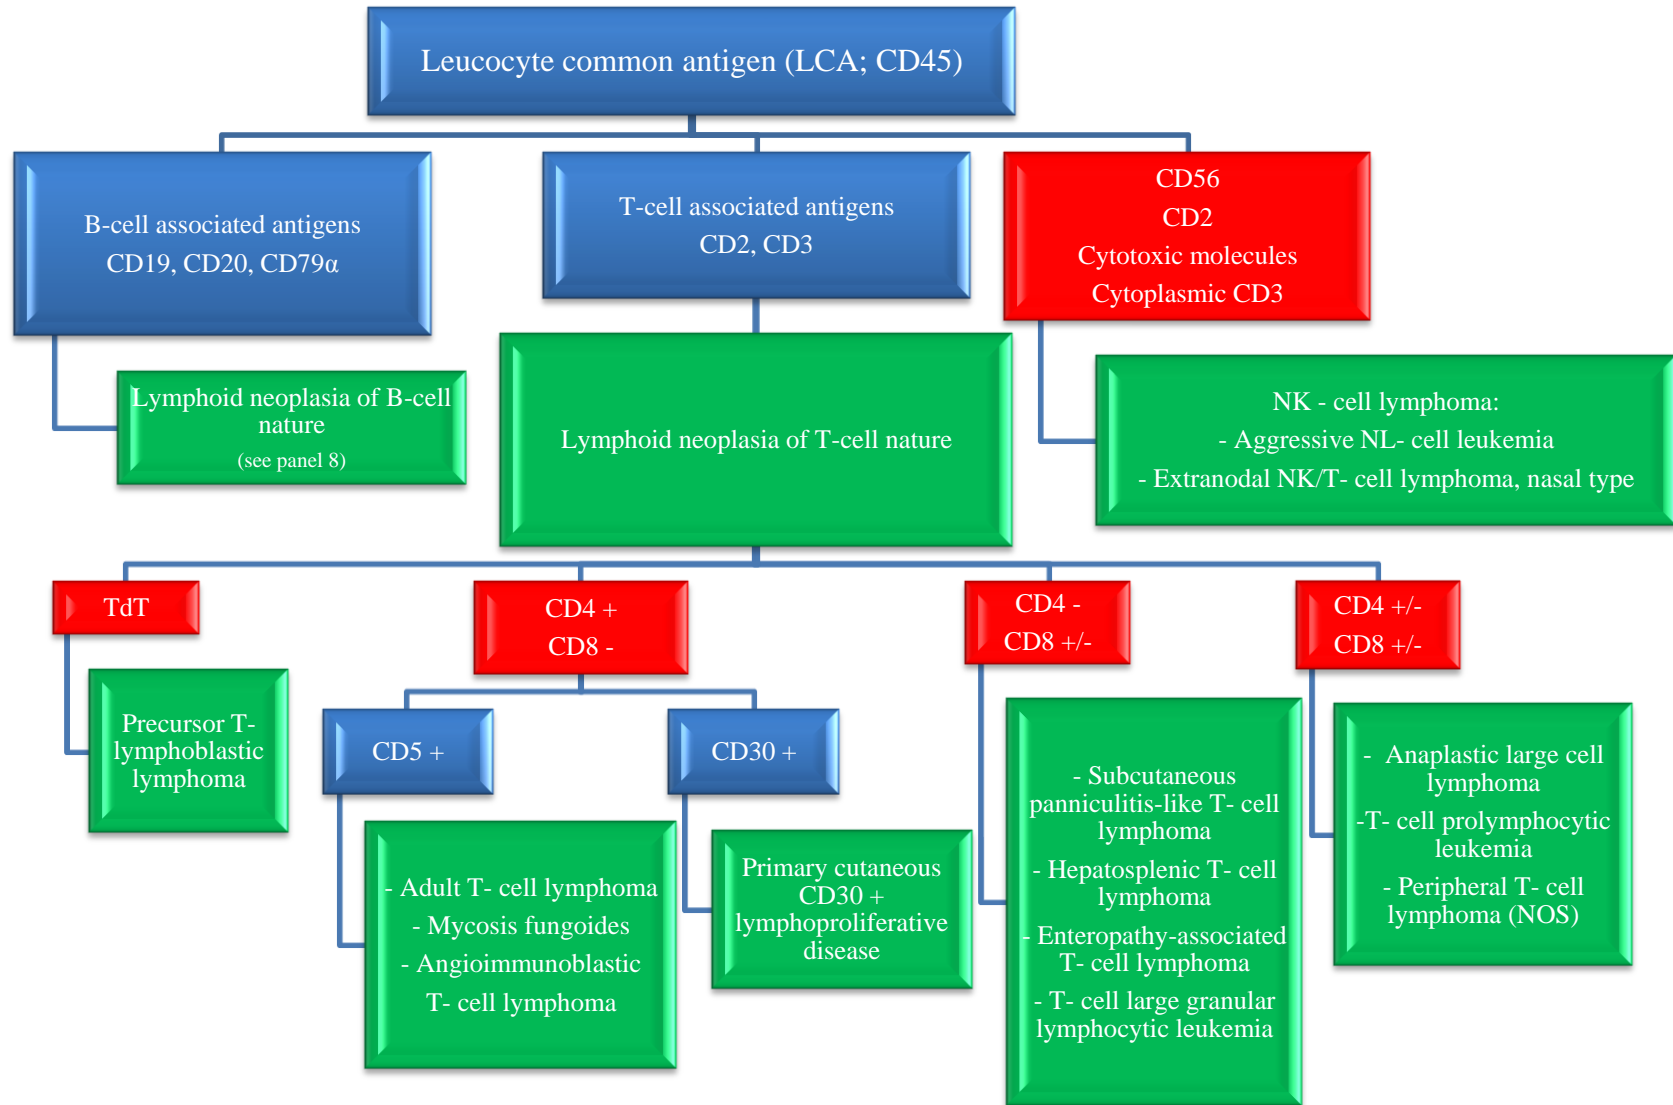 Leucocyte common antigen (LCA; CD45)
B-cell associated antigens
CD19, CD20, CD79α
T-cell associated antigens
CD2, CD3
CD56
CD2
Cytotoxic molecules
Cytoplasmic CD3
Lymphoid neoplasia of B-cell
nature
(see panel 8)
Lymphoid neoplasia of T-cell nature
NK - cell lymphoma:
- Aggressive NL- cell leukemia
- Extranodal NK/T- cell lymphoma, nasal type
TdT
CD4 +
CD8 -
CD4 -
CD8 +/-
CD4 +/-
CD8 +/-
Precursor T-
lymphoblastic
lymphoma
CD5 +
CD30 +
- Adult T- cell lymphoma
- Mycosis fungoides
- Angioimmunoblastic
T- cell lymphoma
Primary cutaneous
CD30 +
lymphoproliferative
disease
- Subcutaneous
panniculitis-like T- cell
lymphoma
- Hepatosplenic T- cell
lymphoma
- Enteropathy-associated
T- cell lymphoma
- T- cell large granular
lymphocytic leukemia
- Anaplastic large cell
lymphoma
-T- cell prolymphocytic
leukemia
- Peripheral T- cell
lymphoma (NOS)